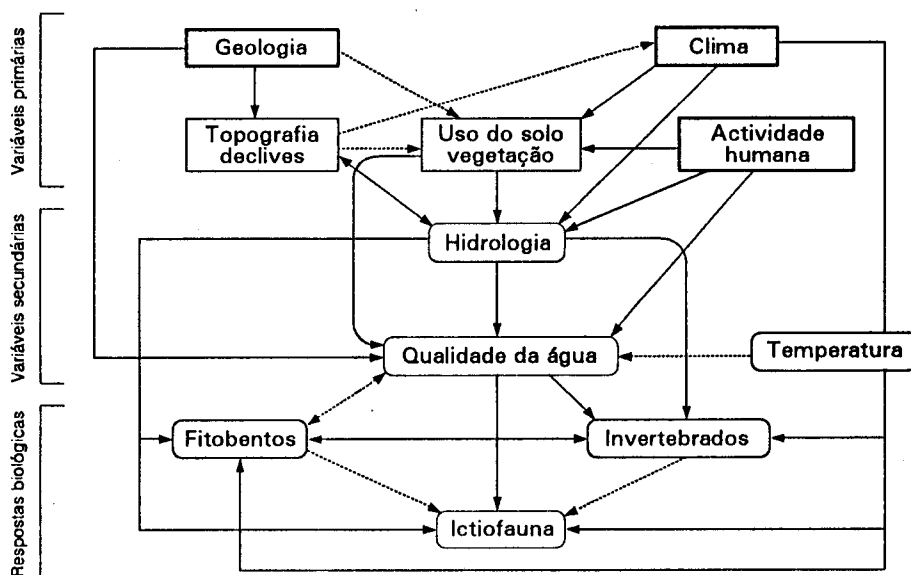 Variáveis primárias
Geologia
Clima
Topografia
declives
Uso do solo
vegetação
Actividade
humana
Variáveis secundárias
Hidrologia
Qualidade da água
Temperatura
Respostas biológicas
Fitobentos
Invertebrados
Ictiofauna